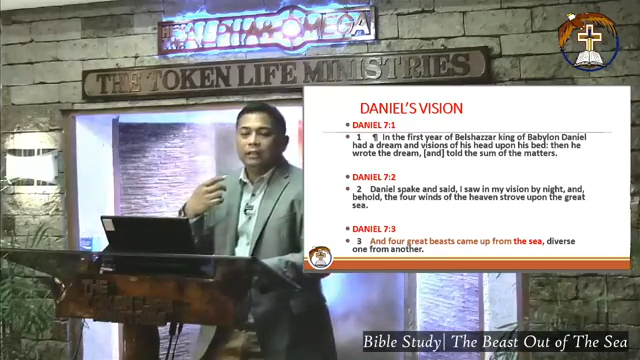 ALPHA & OMEGA
THE TOKEN LIFE MINISTRIES
DANIEL'S VISION
DANIEL 7:1
1 ¶ In the first year of Belshazzar king of Babylon Daniel
had a dream and visions of his head upon his bed: then he
wrote the dream, [and] told the sum of the matters.
DANIEL 7:2
2 Daniel spake and said, I saw in my vision by night, and,
behold, the four winds of the heaven strove upon the great
sea.
DANIEL 7:3
3 And four great beasts came up from the sea, diverse
one from another.
THE
Bible Study| The Beast Out of The Sea